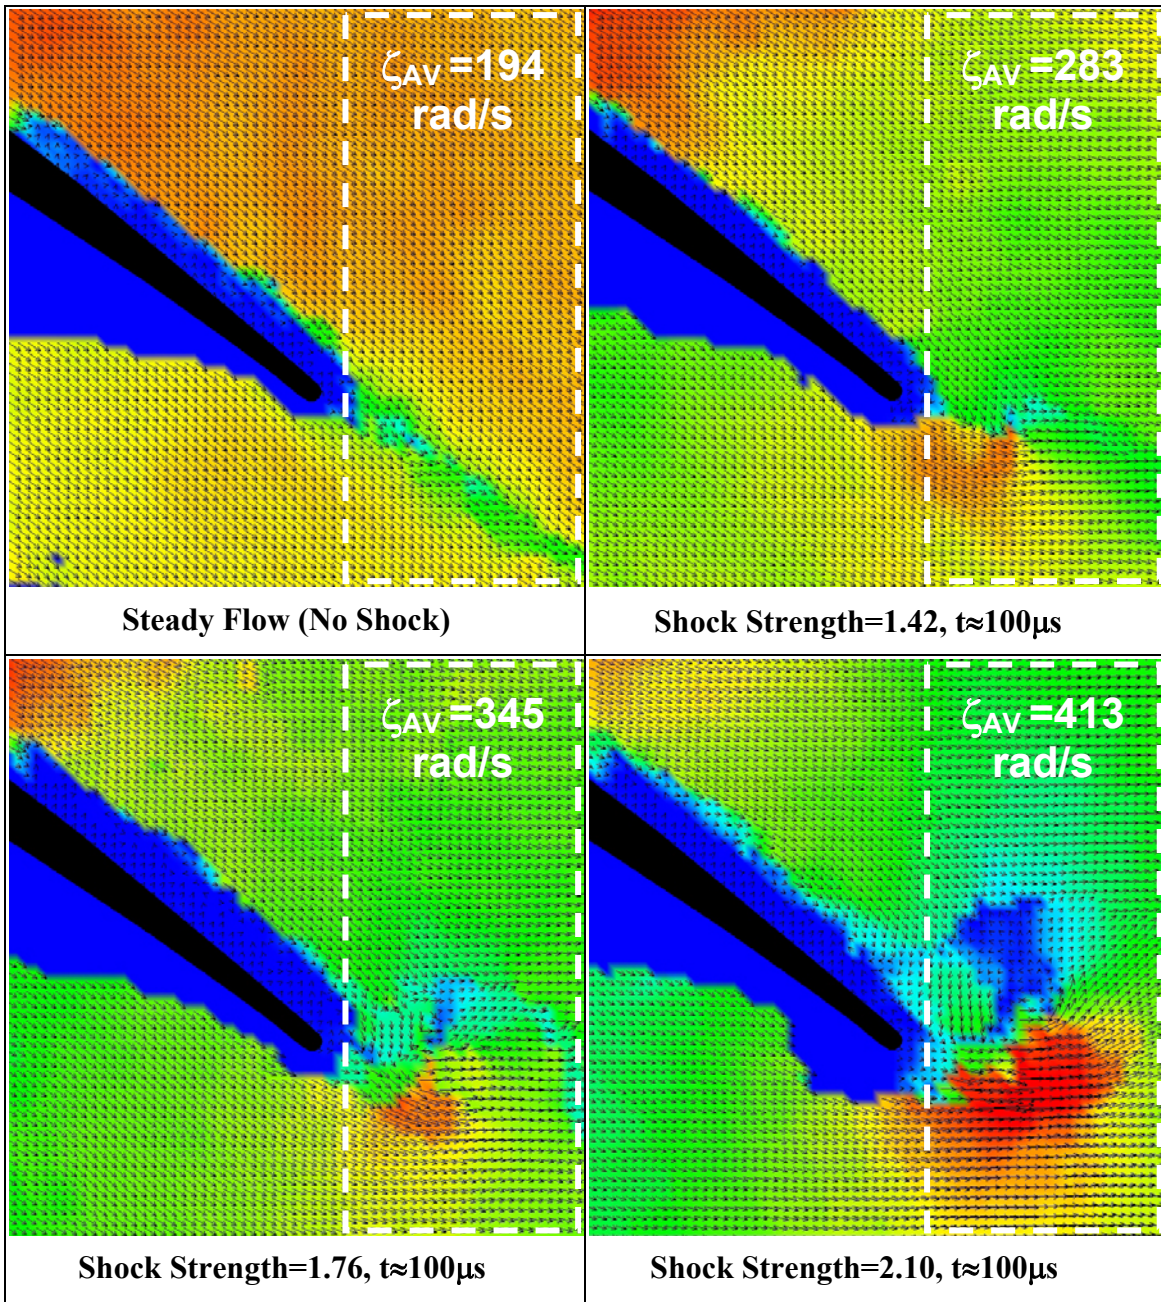 ζAV =194
rad/s
ζAV =283
rad/s
Steady Flow (No Shock)
Shock Strength=1.42, t≈100μs
ζAV =345
rad/s
ζAV =413
rad/s
Shock Strength=1.76, t≈100μs
Shock Strength=2.10, t≈100μs